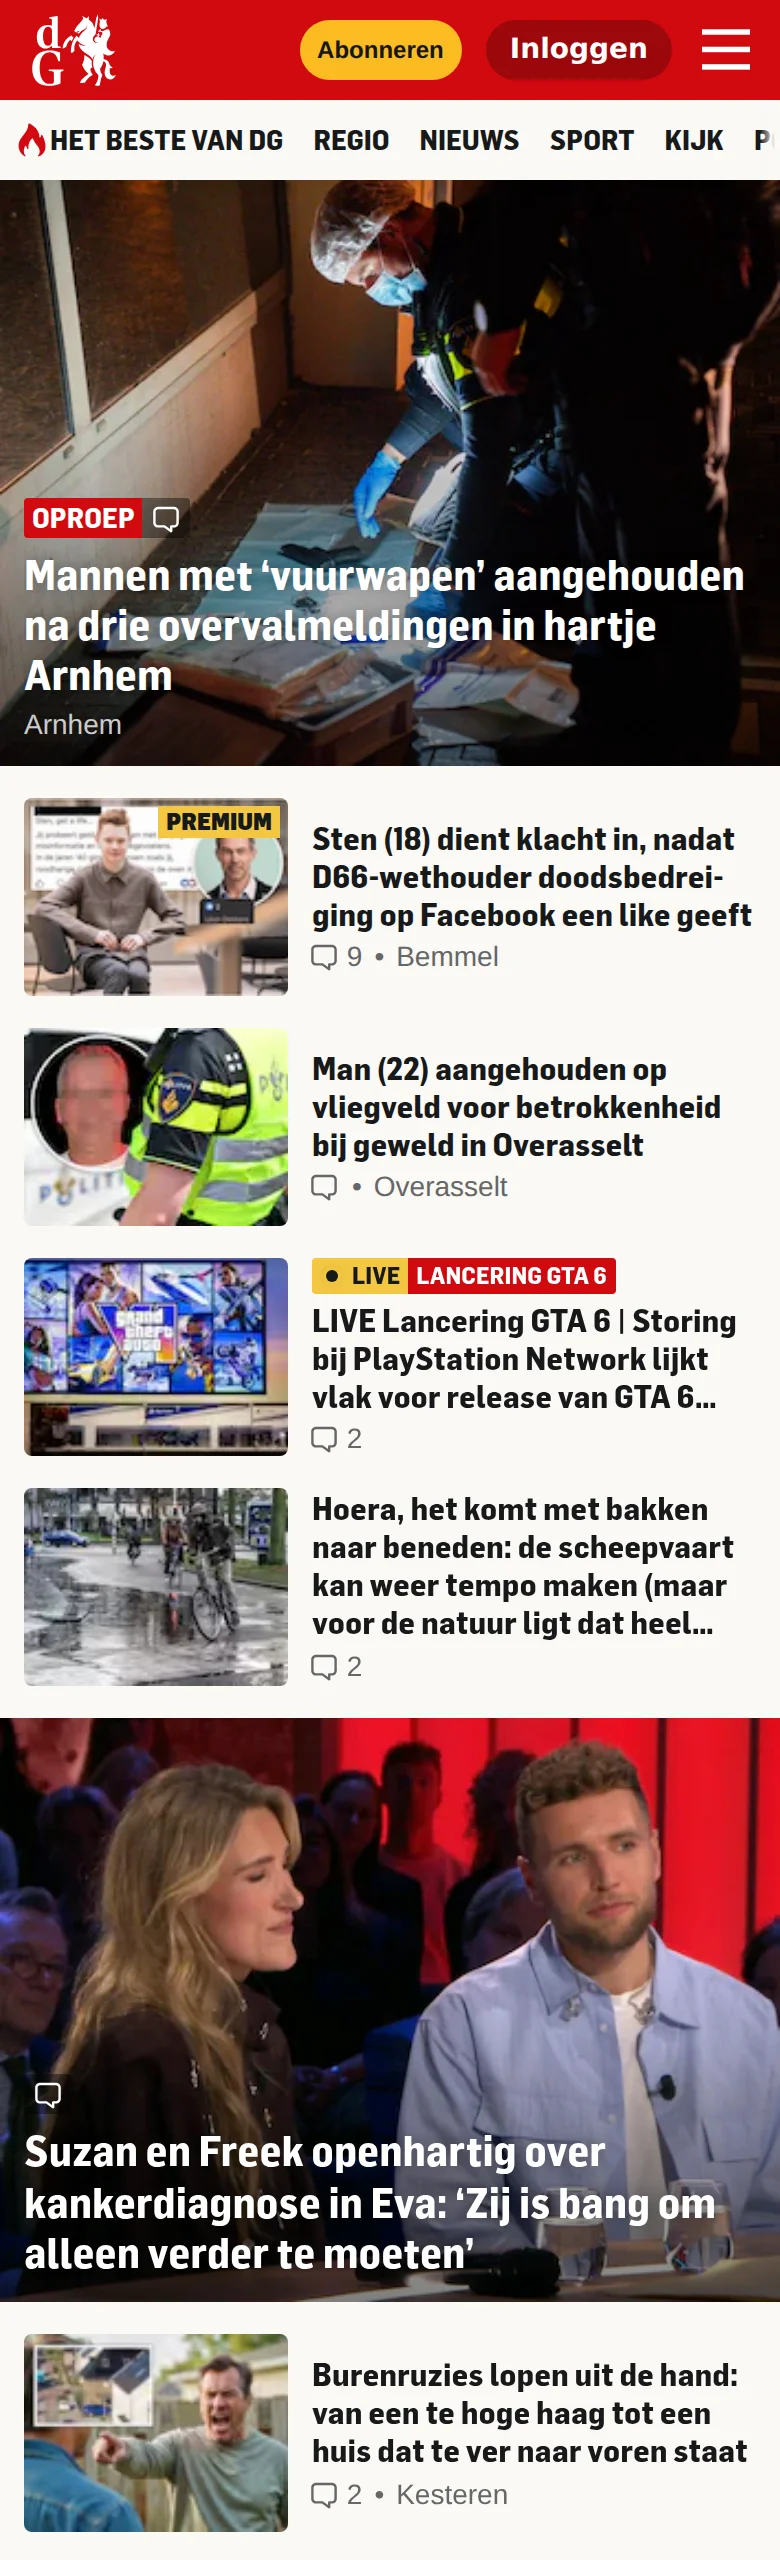 d
G
Abonneren
Inloggen
HET BESTE VAN DG
REGIO
NIEUWS
SPORT
KIJK
OPROEP
Mannen met ‘vuurwapen’ aangehouden
na drie overvalmeldingen in hartje
Arnhem
Arnhem
PREMIUM
Sten (18) dient klacht in, nadat
D66-wethouder doodsbedrei-
ging op Facebook een like geeft
9 • Bemmel
Man (22) aangehouden op
vliegveld voor betrokkenheid
bij geweld in Overasselt
• Overasselt
grand
theft
auto
• LIVE LANCERING GTA 6
LIVE Lancering GTA 6 | Storing
bij PlayStation Network lijkt
vlak voor release van GTA 6...
2
Hoera, het komt met bakken
naar beneden: de scheepvaart
kan weer tempo maken (maar
voor de natuur ligt dat heel...
2
Suzan en Freek openhartig over
kankerdiagnose in Eva: ‘Zij is bang om
alleen verder te moeten’
Burenruzies lopen uit de hand:
van een te hoge haag tot een
huis dat te ver naar voren staat
2 • Kesteren